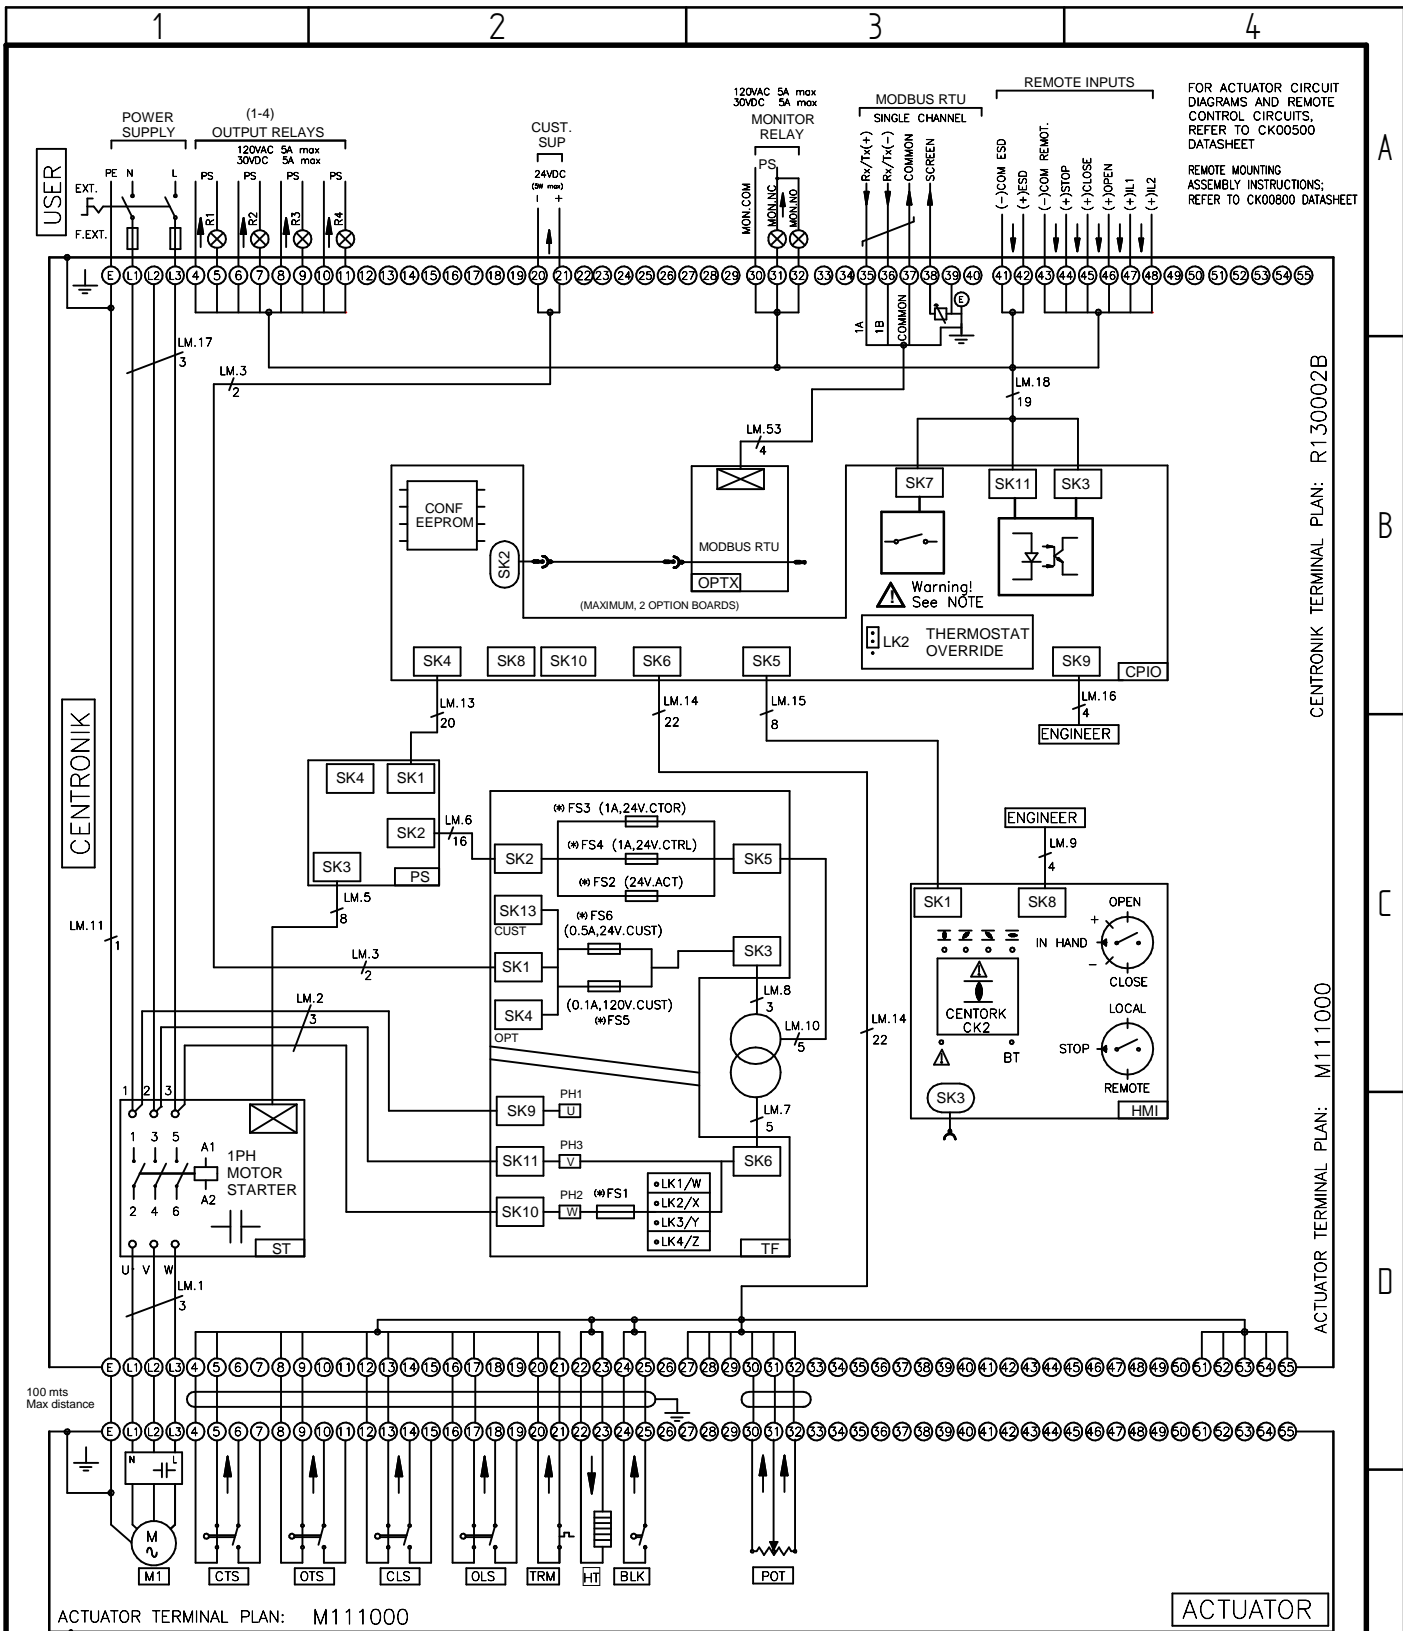 1 2 3 4
A
B
C
D
USER
POWER
SUPPLY
PE N L
EXT.
F.EXT.
(1-4)
OUTPUT RELAYS
120VAC 5A max
30VDC 5A max
PS PS PS PS
R1 R2 R3 R4
CUST.
SUP
24VDC
(5W max)
- +
120VAC 5A max
30VDC 5A max
MONITOR
RELAY
PS
MON.COM
MON.NC
MON.NO
MODBUS RTU
SINGLE CHANNEL
Rx/Tx(+)
Rx/Tx(-)
COMMON
SCREEN
REMOTE INPUTS
(-)COM ESD
(+)ESD
(-)COM REMOT.
(+)STOP
(+)CLOSE
(+)OPEN
(+)IL1
(+)IL2
FOR ACTUATOR CIRCUIT
DIAGRAMS AND REMOTE
CONTROL CIRCUITS,
REFER TO CK00500
DATASHEET
REMOTE MOUNTING
ASSEMBLY INSTRUCTIONS;
REFER TO CK00800 DATASHEET
E L1 L2 L3 4 5 6 7 8 9 10 11 12 13 14 15 16 17 18 19 20 21 22 23 24 25 26 27 28 29 30 31 32 33 34 35 36 37 38 39 40 41 42 43 44 45 46 47 48 49 50 51 52 53 54 55
1A
1B
COMMON
E
LM.17
3
LM.3
2
LM.18
19
LM.53
4
CENTRONIK TERMINAL PLAN: R130002B
CONF
EEPROM
SK2
MODBUS RTU
OPTX
(MAXIMUM, 2 OPTION BOARDS)
SK7 SK11 SK3
Warning!
See NOTE
LK2
THERMOSTAT
OVERRIDE
SK4 SK8 SK10 SK6 SK5 SK9
CPIO
LM.13
20
LM.14
22
LM.15
8
LM.16
4
ENGINEER
CENTRONIK
SK4 SK1
SK2
SK3
PS
LM.6
16
LM.5
8
(*)FS3 (1A,24V.CTOR)
(*)FS4 (1A,24V.CTRL)
(*)FS2 (24V.ACT)
SK2
SK5
SK13
CUST
(*)FS6
(0.5A,24V.CUST)
SK1
SK3
SK4
OPT
(0.1A,120V.CUST)
(*)FS5
LM.11
1
LM.3
2
LM.2
3
LM.8
3
LM.10
5
LM.14
22
LM.7
5
SK9
PH1
U
SK11
PH3
V
SK6
SK10
PH2
W
(*)FS1
LK1/W
LK2/X
LK3/Y
LK4/Z
TF
ENGINEER
LM.9
4
SK1
SK8
OPEN
+
IN HAND
-
CLOSE
LOCAL
STOP
REMOTE
CENTORK
CK2
BT
SK3
HMI
1 2 3
1 3 5
A1
A2
2 4 6
1PH
MOTOR
STARTER
ST
U V W
LM.1
3
ACTUATOR TERMINAL PLAN: M111000
E L1 L2 L3 4 5 6 7 8 9 10 11 12 13 14 15 16 17 18 19 20 21 22 23 24 25 26 27 28 29 30 31 32 33 34 35 36 37 38 39 40 41 42 43 44 45 46 47 48 49 50 51 52 53 54 55
100 mts
Max distance
E L1 L2 L3 4 5 6 7 8 9 10 11 12 13 14 15 16 17 18 19 20 21 22 23 24 25 26 27 28 29 30 31 32 33 34 35 36 37 38 39 40 41 42 43 44 45 46 47 48 49 50 51 52 53 54 55
N L
M
M1 CTS OTS CLS OLS TRM HT BLK POT
ACTUATOR TERMINAL PLAN: M111000
ACTUATOR